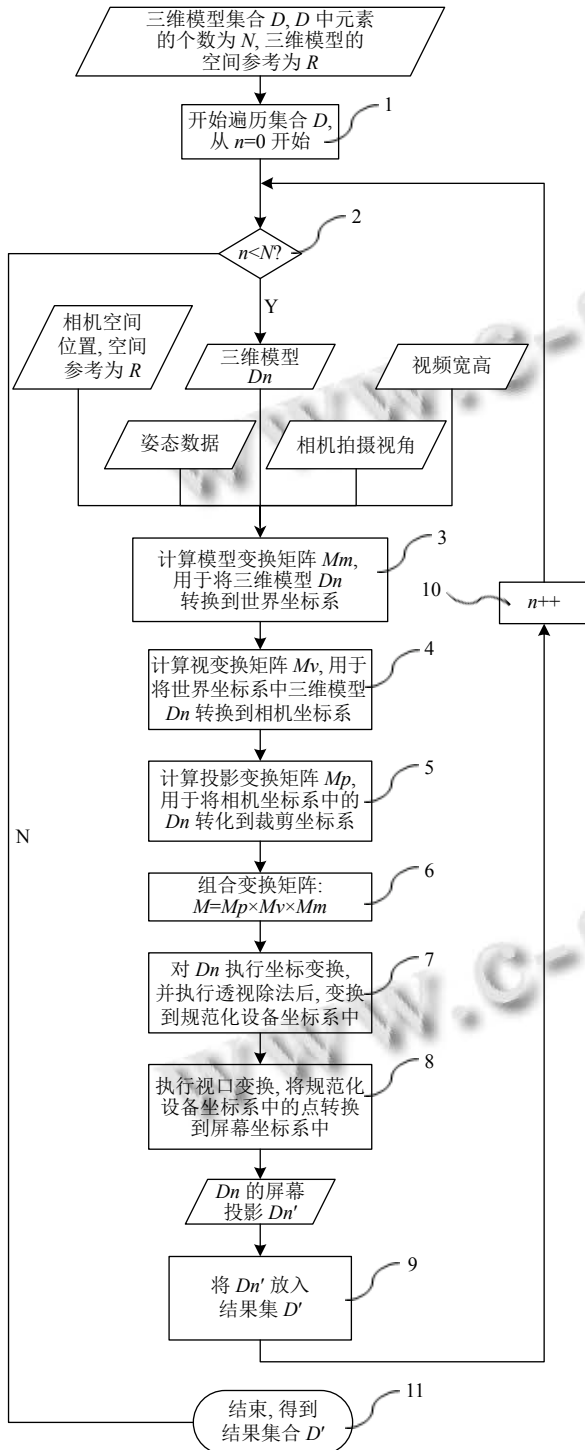 三维模型集合 D, D 中元素
的个数为 N, 三维模型的
空间参考为 R
1
开始遍历集合 D,
从 n=0 开始
2
n<N?
Y
相机空间
位置, 空间
参考为 R
三维模型
Dn
视频宽高
姿态数据
相机拍摄视角
3
计算模型变换矩阵 Mm,
用于将三维模型 Dn
转换到世界坐标系
10
n++
4
计算视变换矩阵 Mv, 用于
将世界坐标系中三维模型
Dn 转换到相机坐标系
5
计算投影变换矩阵 Mp,
用于将相机坐标系中的
Dn 转化到裁剪坐标系
N
6
组合变换矩阵:
M=Mp×Mv×Mm
7
对 Dn 执行坐标变换,
并执行透视除法后, 变换
到规范化设备坐标系中
8
执行视口变换, 将规范化
设备坐标系中的点转换
到屏幕坐标系中
Dn 的屏幕
投影 Dn′
9
将 Dn′ 放入
结果集 D′
11
结束, 得到
结果集合 D′
www.c-
www.c-